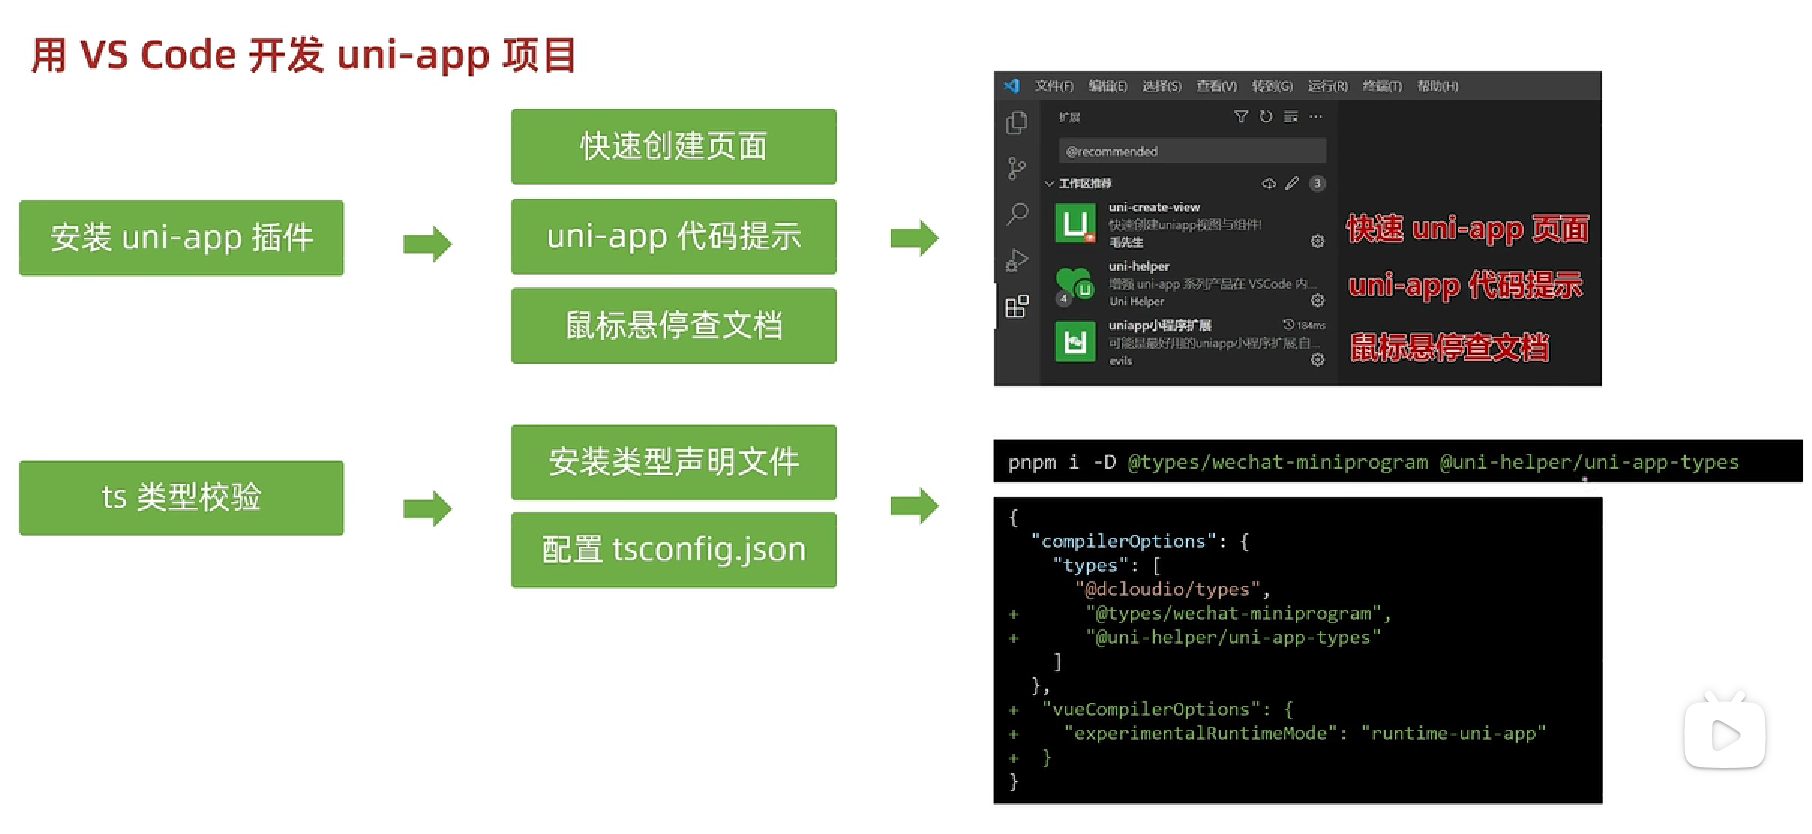 用 VS Code 开发 uni-app 项目
安装 uni-app 插件
快速创建页面
uni-app 代码提示
鼠标悬停查文档
文件(F) 编辑(E) 选择(S) 查看(V) 转到(G) 运行(R) 终端(T) 帮助(H)
扩展
@recommended
工作区推荐
3
uni-create-view
快速创建uniapp视图与组件!
毛先生
uni-helper
增强 uni-app 系列产品在 VSCode 内...
4
Uni Helper
uniapp小程序扩展
184ms
可能是最好用的uniapp小程序扩展,自...
evils
快速 uni-app 页面
uni-app 代码提示
鼠标悬停查文档
ts 类型校验
安装类型声明文件
配置 tsconfig.json
pnpm i -D @types/wechat-miniprogram @uni-helper/uni-app-types
{
"compilerOptions": {
"types": [
"@dcloudio/types",
+ "@types/wechat-miniprogram",
+ "@uni-helper/uni-app-types"
]
},
+ "vueCompilerOptions": {
+ "experimentalRuntimeMode": "runtime-uni-app"
+ }
}